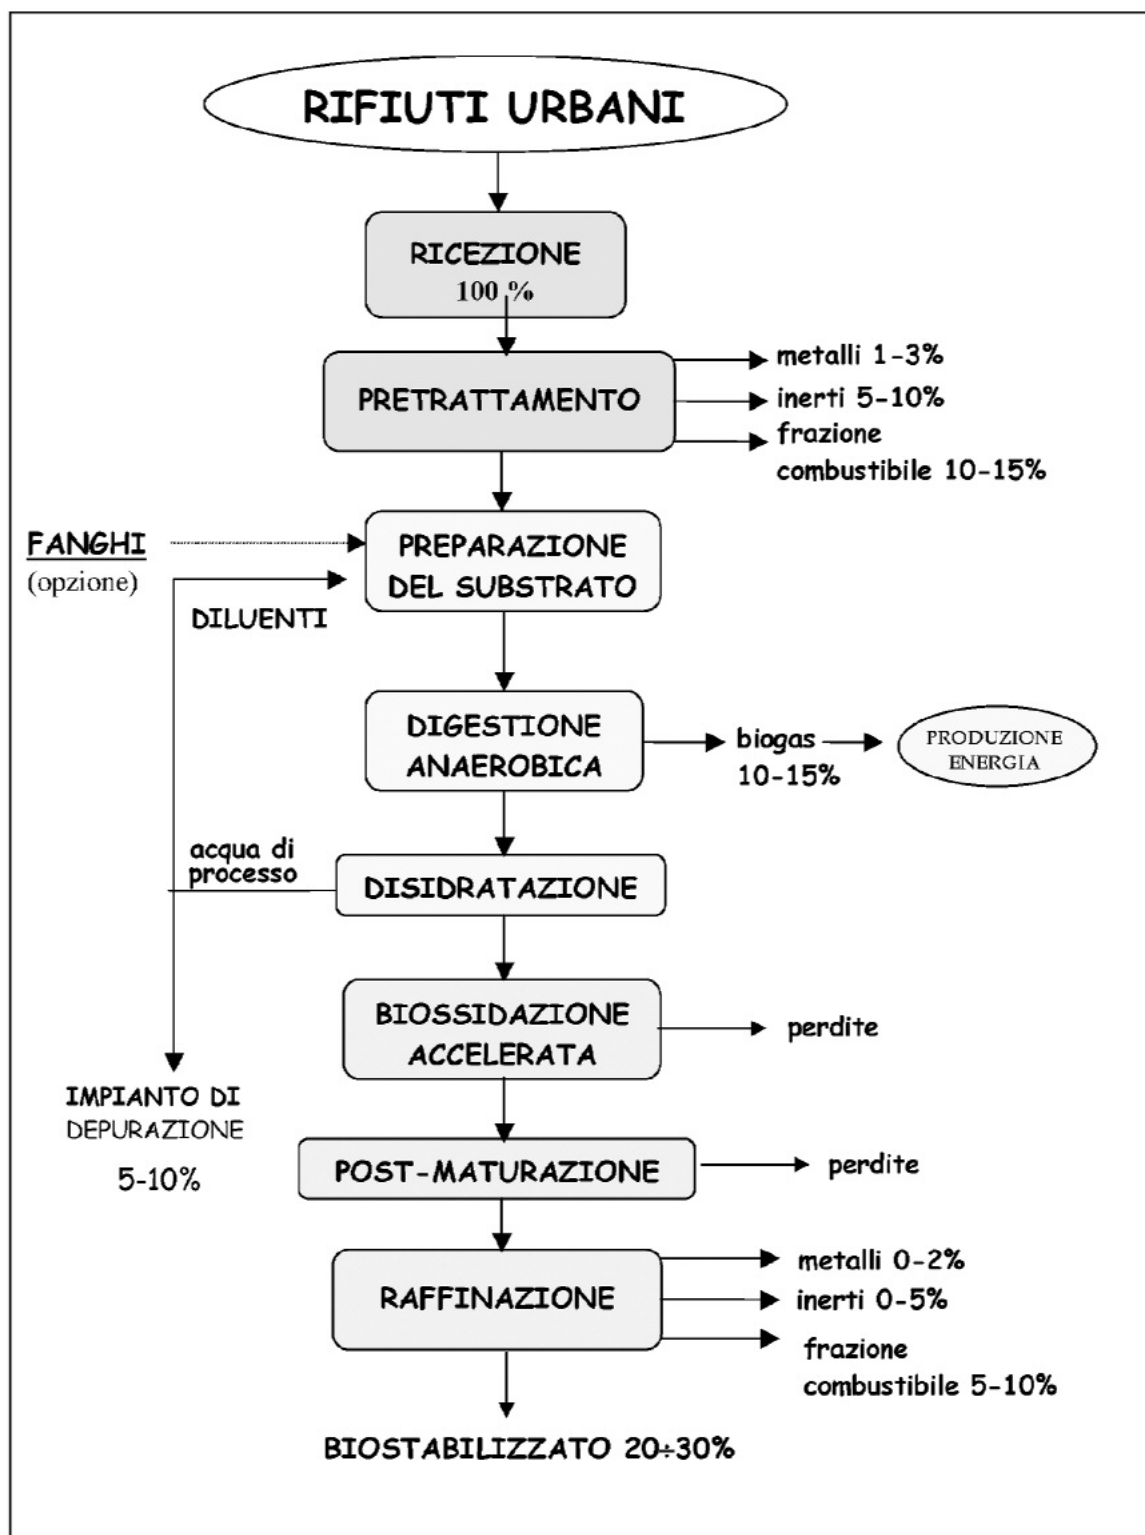 RIFIUTI URBANI
RICEZIONE
100 %
metalli 1-3%
PRETRATTAMENTO
inerti 5-10%
frazione
combustibile 10-15%
FANGHI
(opzione)
PREPARAZIONE
DEL SUBSTRATO
DILUENTI
DIGESTIONE
ANAEROBICA
biogas
10-15%
PRODUZIONE
ENERGIA
acqua di
processo
DISIDRATAZIONE
BIOSSIDAZIONE
ACCELERATA
perdite
IMPIANTO DI
DEPURAZIONE
5-10%
POST-MATURAZIONE
perdite
RAFFINAZIONE
metalli 0-2%
inerti 0-5%
frazione
combustibile 5-10%
BIOSTABILIZZATO 20÷30%